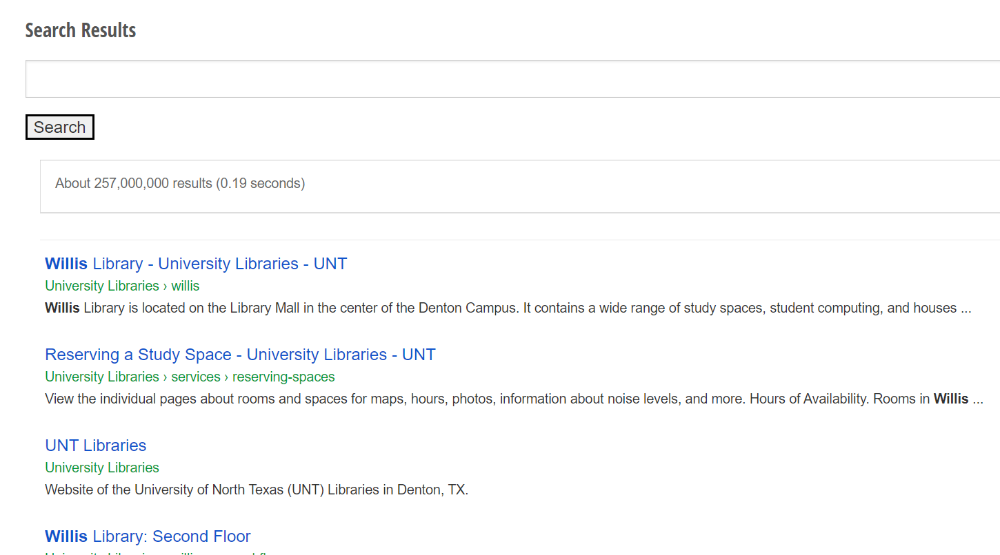 Search Results
Search
About 257,000,000 results (0.19 seconds)
Willis Library - University Libraries - UNT
University Libraries › willis
Willis Library is located on the Library Mall in the center of the Denton Campus. It contains a wide range of study spaces, student computing, and houses ...
Reserving a Study Space - University Libraries - UNT
University Libraries › services › reserving-spaces
View the individual pages about rooms and spaces for maps, hours, photos, information about noise levels, and more. Hours of Availability. Rooms in Willis ...
UNT Libraries
University Libraries
Website of the University of North Texas (UNT) Libraries in Denton, TX.
Willis Library: Second Floor